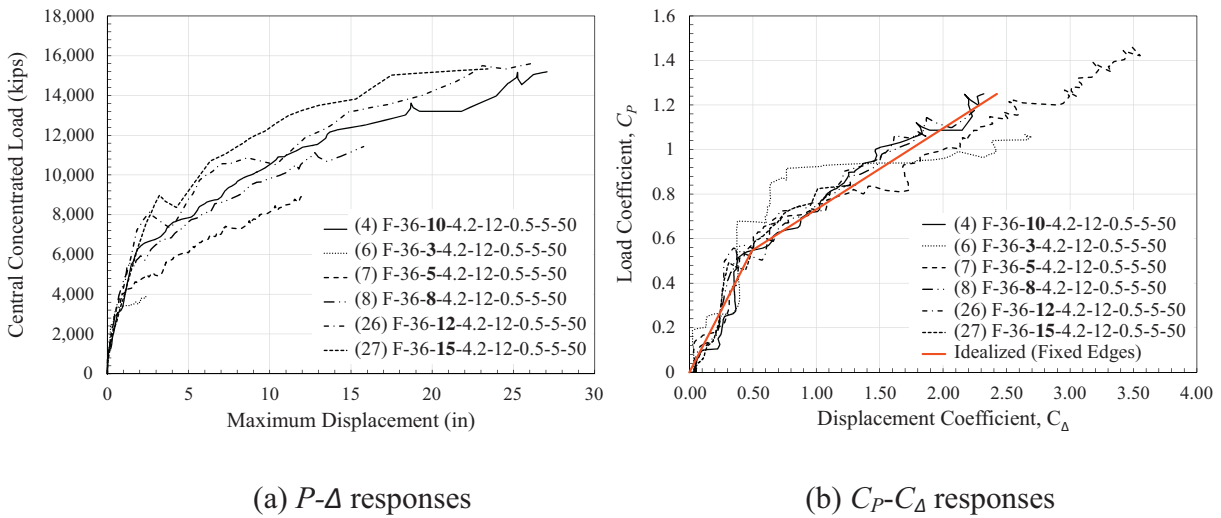 Central Concentrated Load (kips)
18,000
16,000
14,000
12,000
10,000
8,000
6,000
4,000
2,000
0
(4) F-36-10-4.2-12-0.5-5-50
(6) F-36-3-4.2-12-0.5-5-50
(7) F-36-5-4.2-12-0.5-5-50
(8) F-36-8-4.2-12-0.5-5-50
(26) F-36-12-4.2-12-0.5-5-50
(27) F-36-15-4.2-12-0.5-5-50
0 5 10 15 20 25 30
Maximum Displacement (in)
(a) P-Δ responses
Load Coefficient, C_P
1.6
1.4
1.2
1
0.8
0.6
0.4
0.2
0
(4) F-36-10-4.2-12-0.5-5-50
(6) F-36-3-4.2-12-0.5-5-50
(7) F-36-5-4.2-12-0.5-5-50
(8) F-36-8-4.2-12-0.5-5-50
(26) F-36-12-4.2-12-0.5-5-50
(27) F-36-15-4.2-12-0.5-5-50
Idealized (Fixed Edges)
0.00 0.50 1.00 1.50 2.00 2.50 3.00 3.50 4.00
Displacement Coefficient, C_Δ
(b) C_P-C_Δ responses